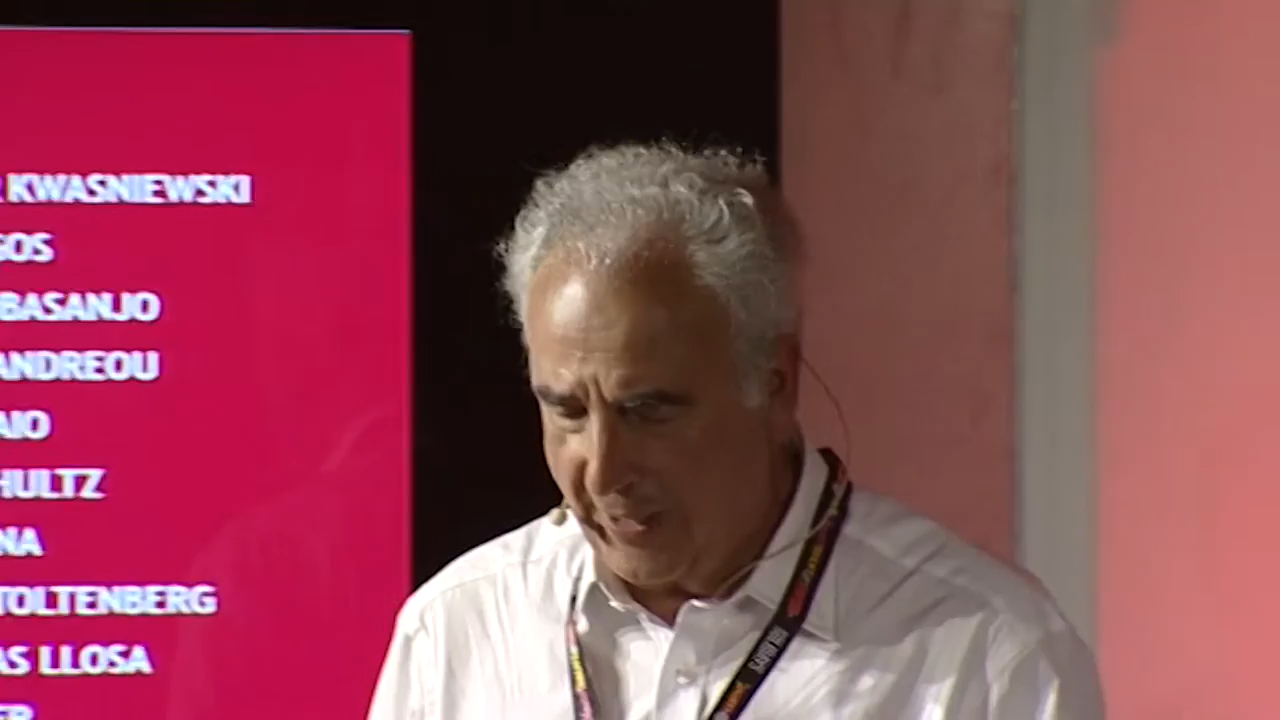 KWASNIEWSKI
GOS
BASANJO
ANDREOU
AIO
HULTZ
NA
TOLTENBERG
AS LLOSA